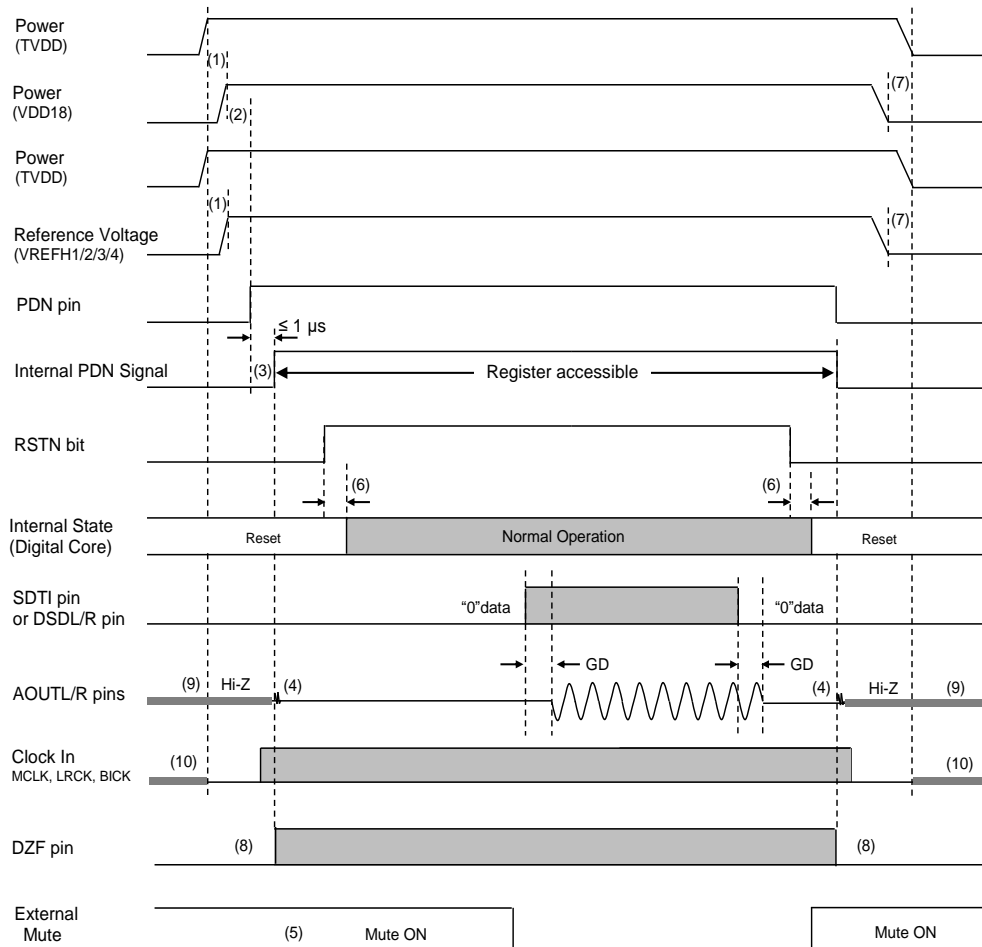 Power
(TVDD)
(1)
Power
(VDD18)
(2)
(7)
Power
(TVDD)
(1)
Reference Voltage
(VREFH1/2/3/4)
(7)
PDN pin
≤ 1 µs
Internal PDN Signal
(3)
Register accessible
RSTN bit
(6)
(6)
Internal State
(Digital Core)
Reset
Normal Operation
Reset
SDTI pin
or DSDL/R pin
“0”data
“0”data
GD
GD
AOUTL/R pins
(9)
Hi-Z
(4)
(4)
Hi-Z
(9)
Clock In
MCLK, LRCK, BICK
(10)
(10)
DZF pin
(8)
(8)
External
Mute
(5)
Mute ON
Mute ON